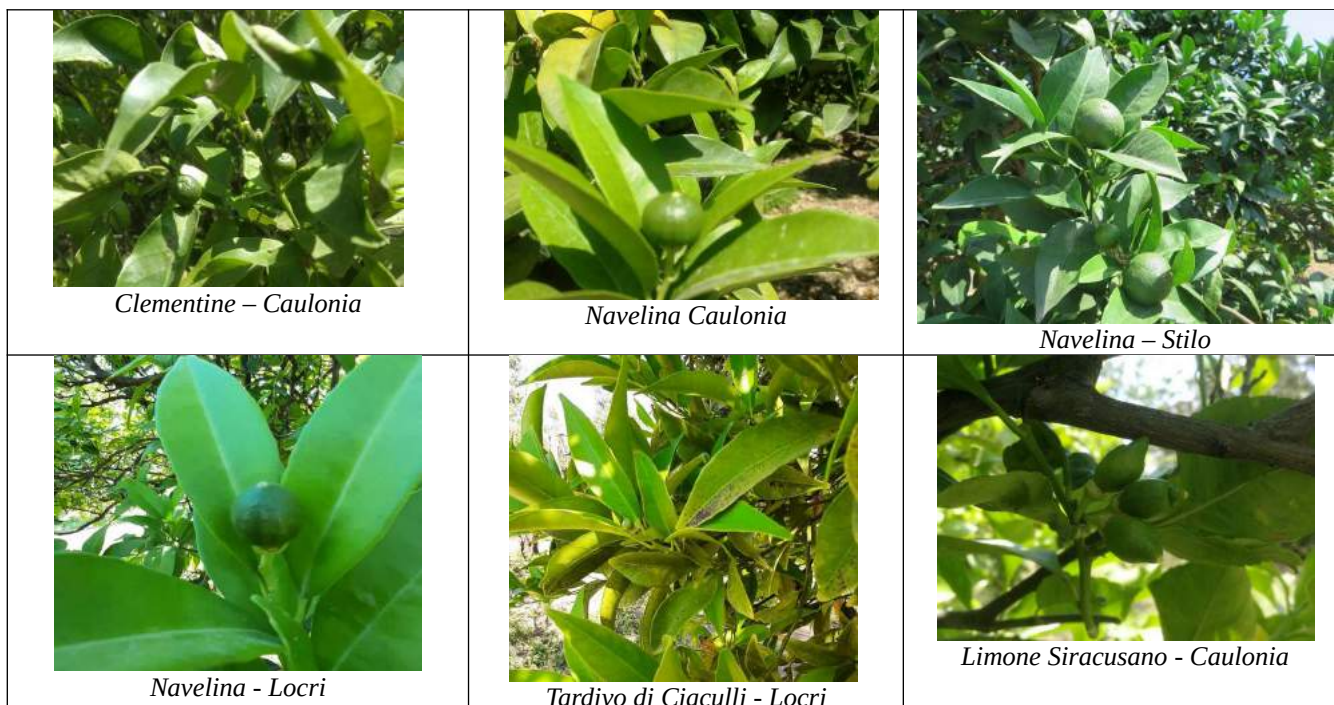 Clementine – Caulonia
Navelina Caulonia
Navelina – Stilo
Navelina - Locri
Tardivo di Ciaculli - Locri
Limone Siracusano - Caulonia